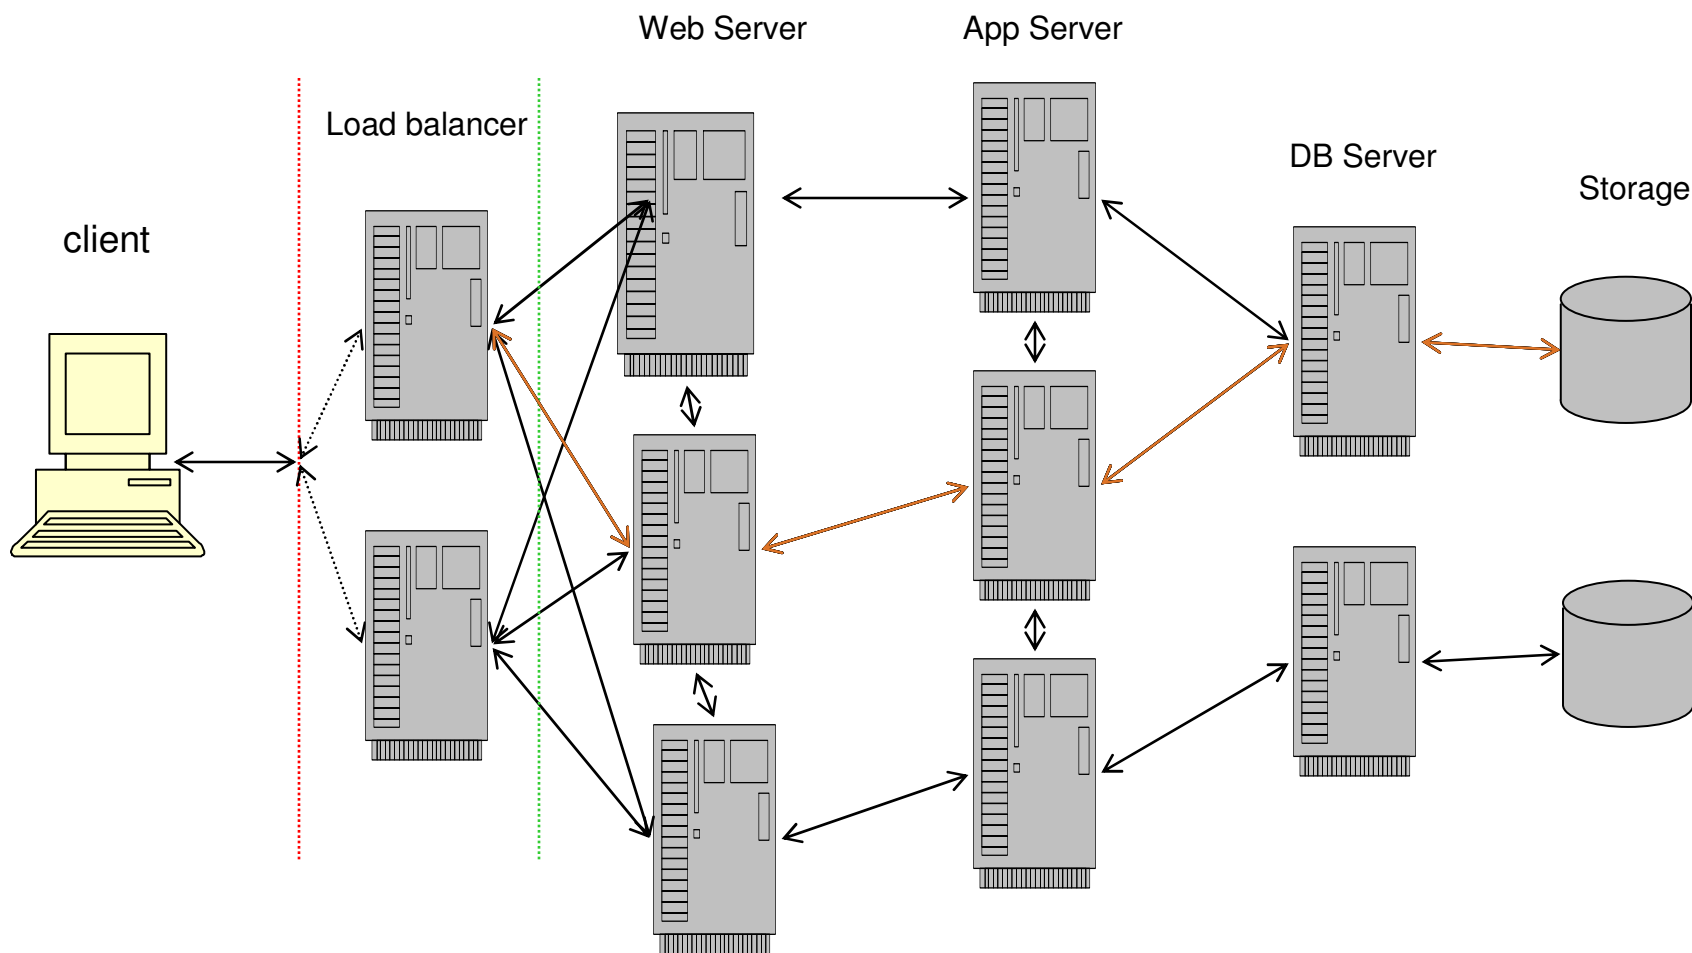 Web Server
App Server
Load balancer
DB Server
Storage
client